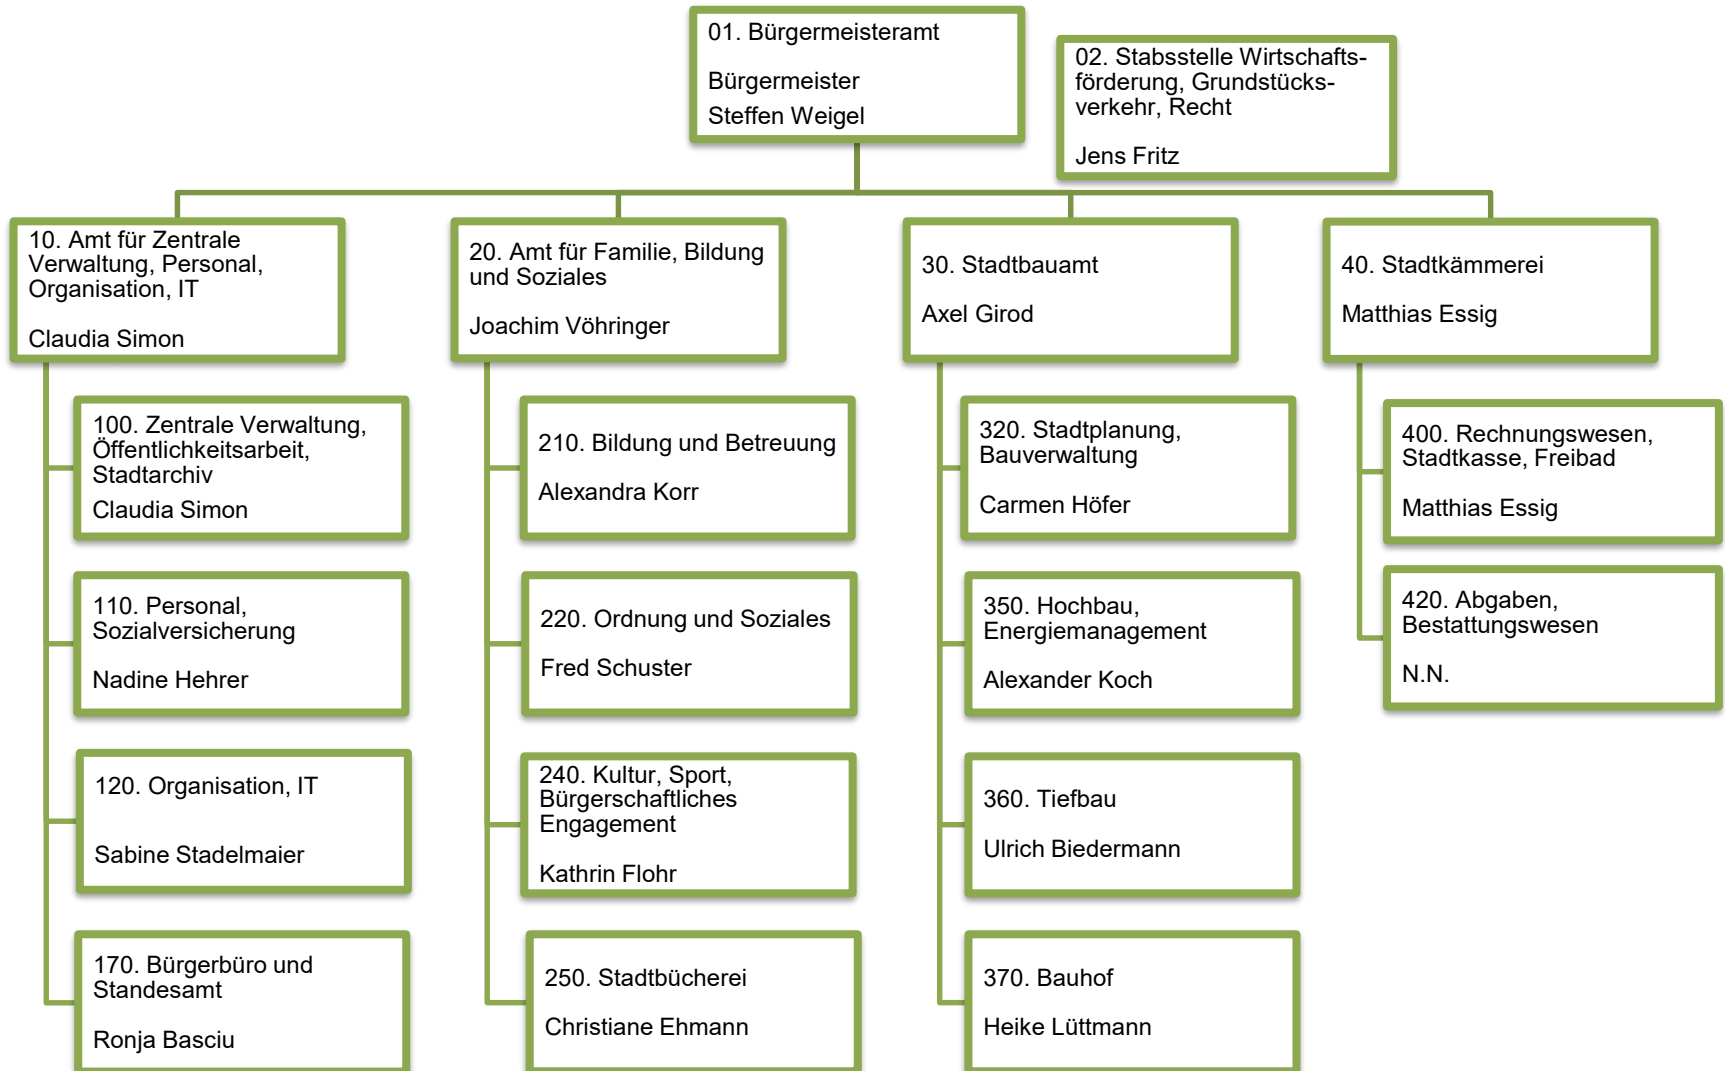 01. Bürgermeisteramt
Bürgermeister
Steffen Weigel
02. Stabsstelle Wirtschafts-
förderung, Grundstücks-
verkehr, Recht
Jens Fritz
10. Amt für Zentrale
Verwaltung, Personal,
Organisation, IT
Claudia Simon
100. Zentrale Verwaltung,
Öffentlichkeitsarbeit,
Stadtarchiv
Claudia Simon
110. Personal,
Sozialversicherung
Nadine Hehrer
120. Organisation, IT
Sabine Stadelmaier
170. Bürgerbüro und
Standesamt
Ronja Basciu
20. Amt für Familie, Bildung
und Soziales
Joachim Vöhringer
210. Bildung und Betreuung
Alexandra Korr
220. Ordnung und Soziales
Fred Schuster
240. Kultur, Sport,
Bürgerschaftliches
Engagement
Kathrin Flohr
250. Stadtbücherei
Christiane Ehmann
30. Stadtbauamt
Axel Girod
320. Stadtplanung,
Bauverwaltung
Carmen Höfer
350. Hochbau,
Energiemanagement
Alexander Koch
360. Tiefbau
Ulrich Biedermann
370. Bauhof
Heike Lüttmann
40. Stadtkämmerei
Matthias Essig
400. Rechnungswesen,
Stadtkasse, Freibad
Matthias Essig
420. Abgaben,
Bestattungswesen
N.N.